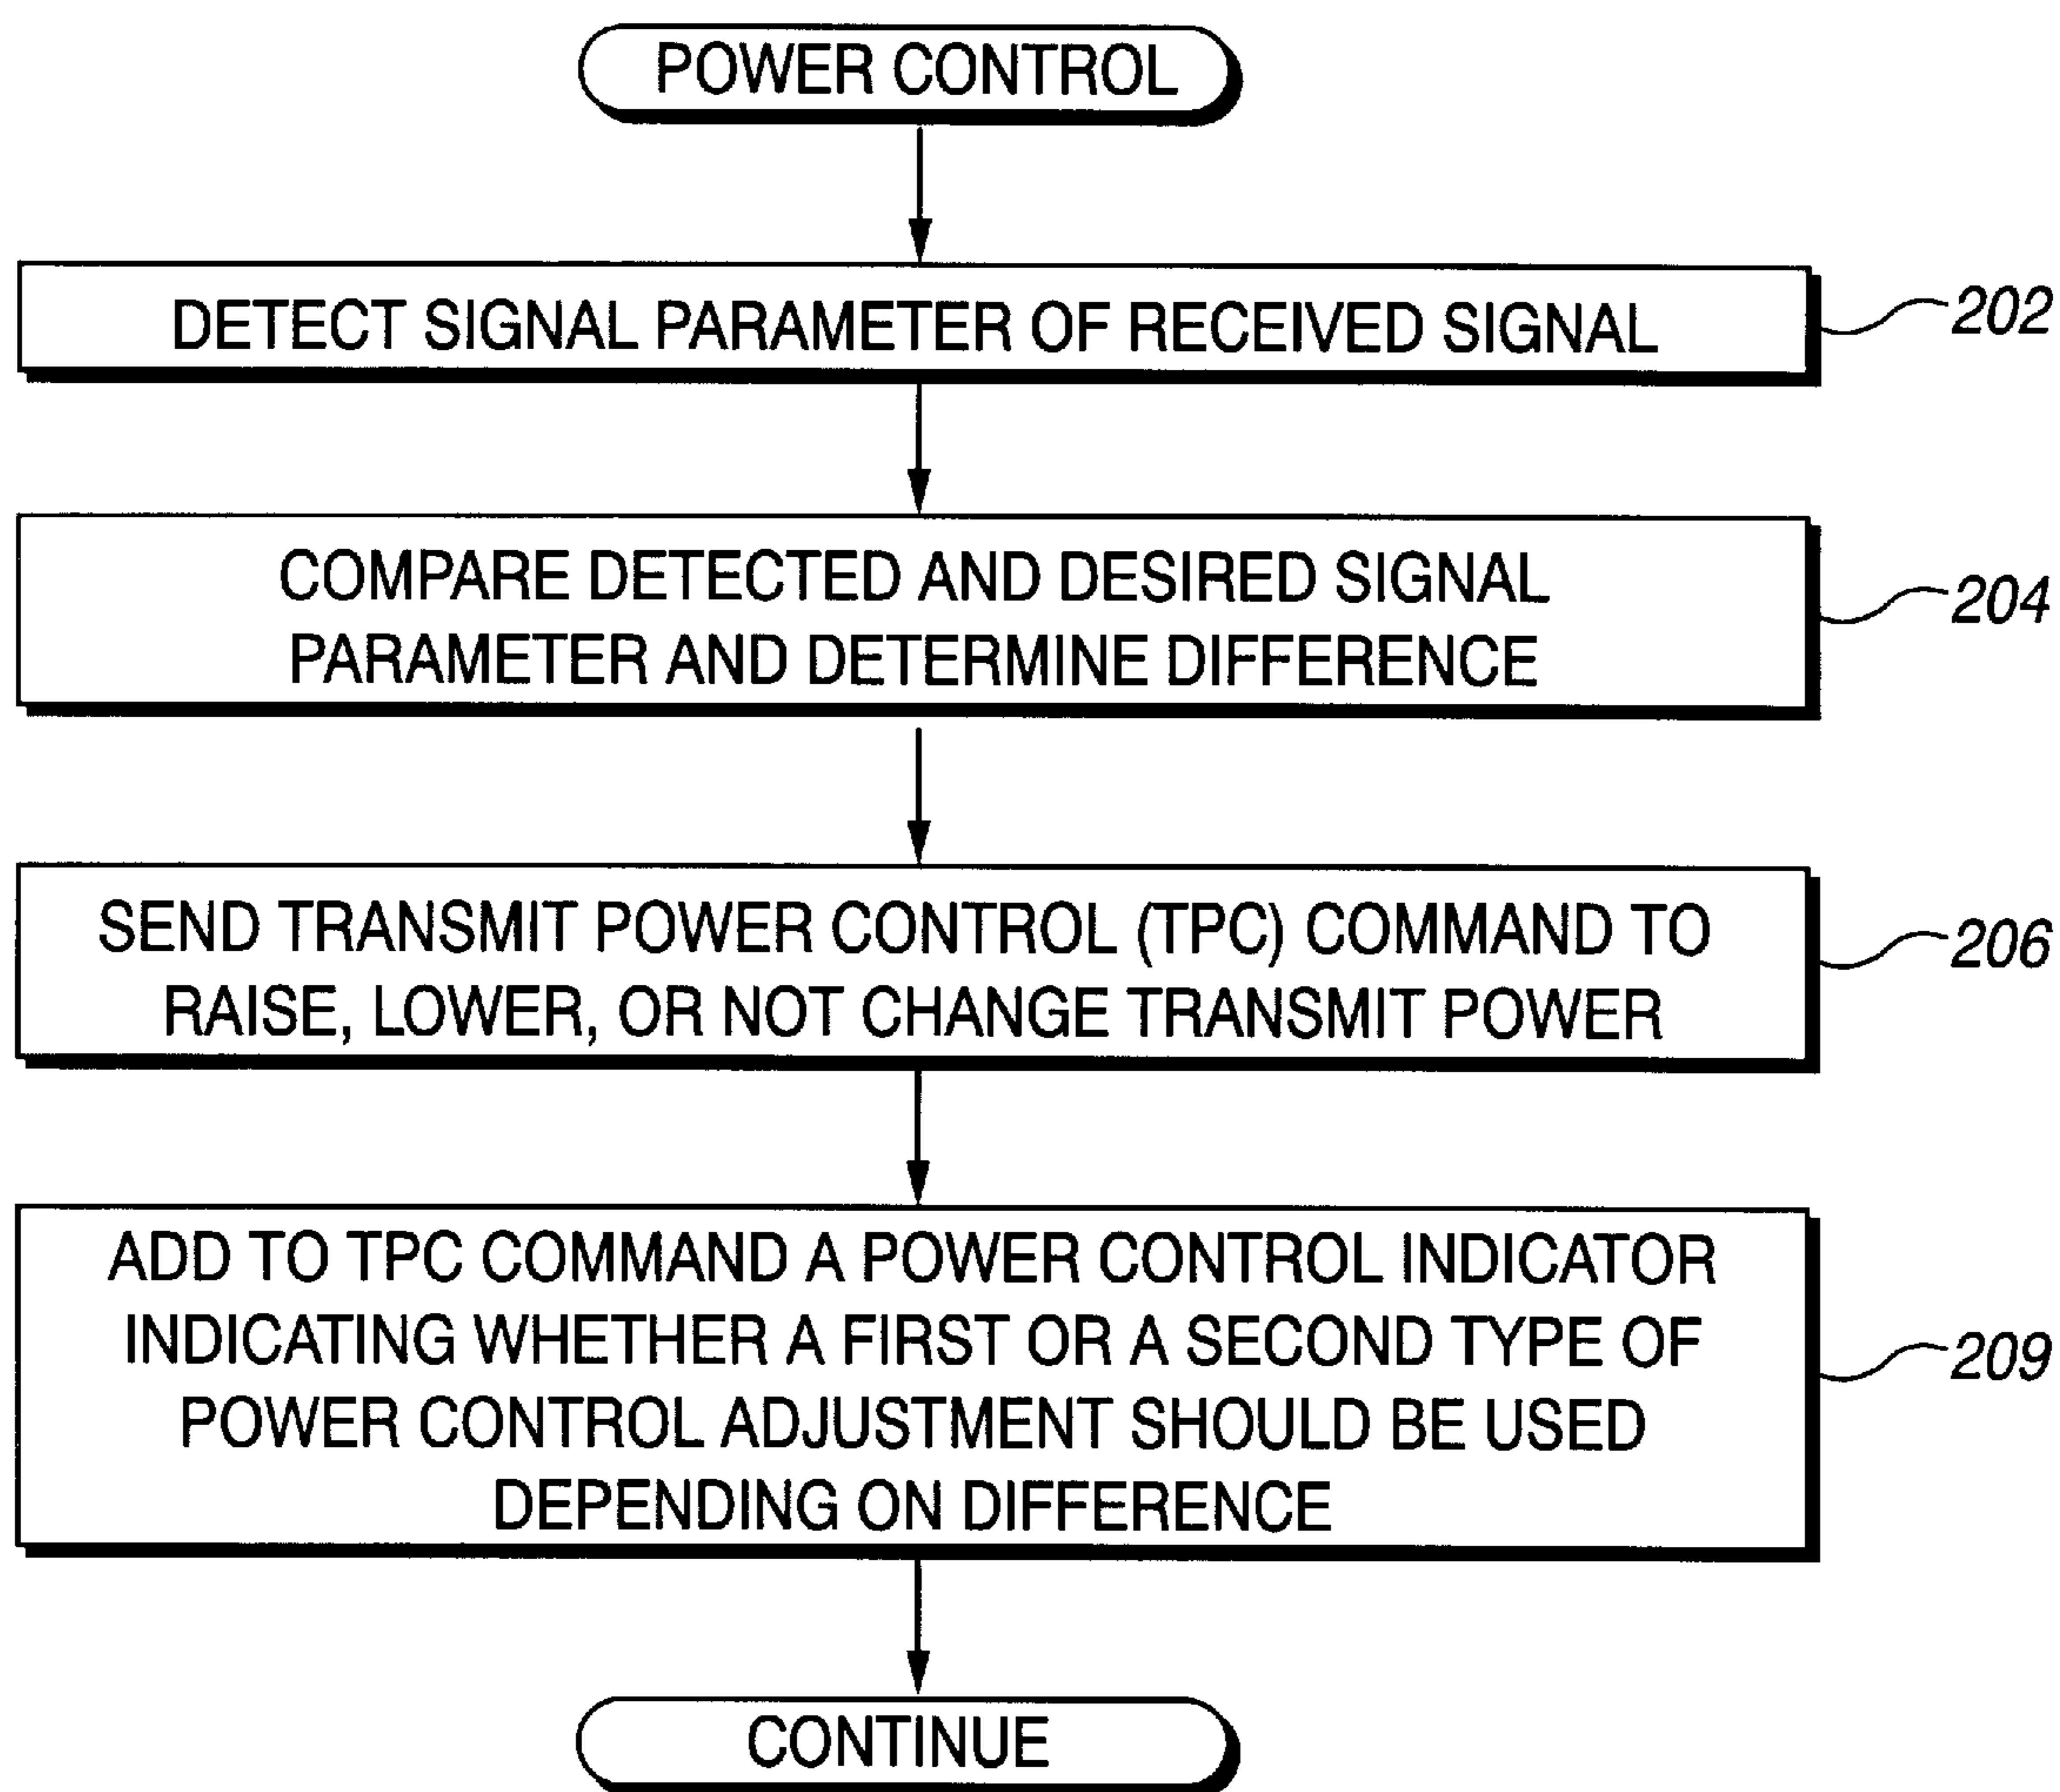 POWER CONTROL
DETECT SIGNAL PARAMETER OF RECEIVED SIGNAL
202
COMPARE DETECTED AND DESIRED SIGNAL
PARAMETER AND DETERMINE DIFFERENCE
204
SEND TRANSMIT POWER CONTROL (TPC) COMMAND TO
RAISE, LOWER, OR NOT CHANGE TRANSMIT POWER
206
ADD TO TPC COMMAND A POWER CONTROL INDICATOR
INDICATING WHETHER A FIRST OR A SECOND TYPE OF
POWER CONTROL ADJUSTMENT SHOULD BE USED
DEPENDING ON DIFFERENCE
209
CONTINUE